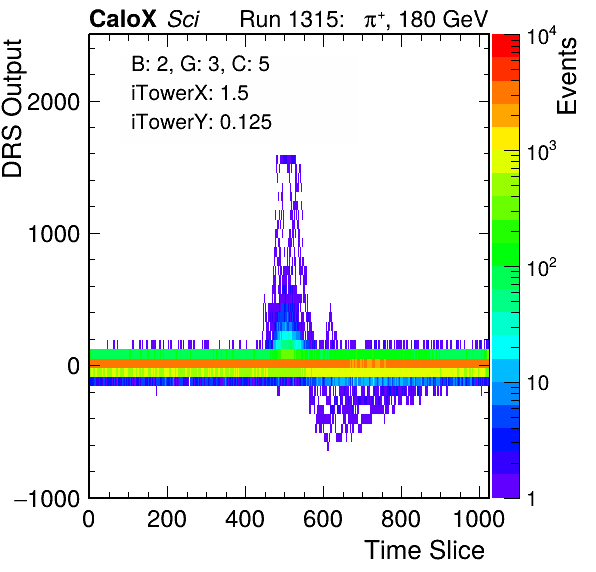 CaloX Sci Run 1315: π⁺, 180 GeV
B: 2, G: 3, C: 5
iTowerX: 1.5
iTowerY: 0.125
DRS Output
2000
1000
0
−1000
0 200 400 600 800 1000
Time Slice
Events
10⁴
10³
10²
10
1